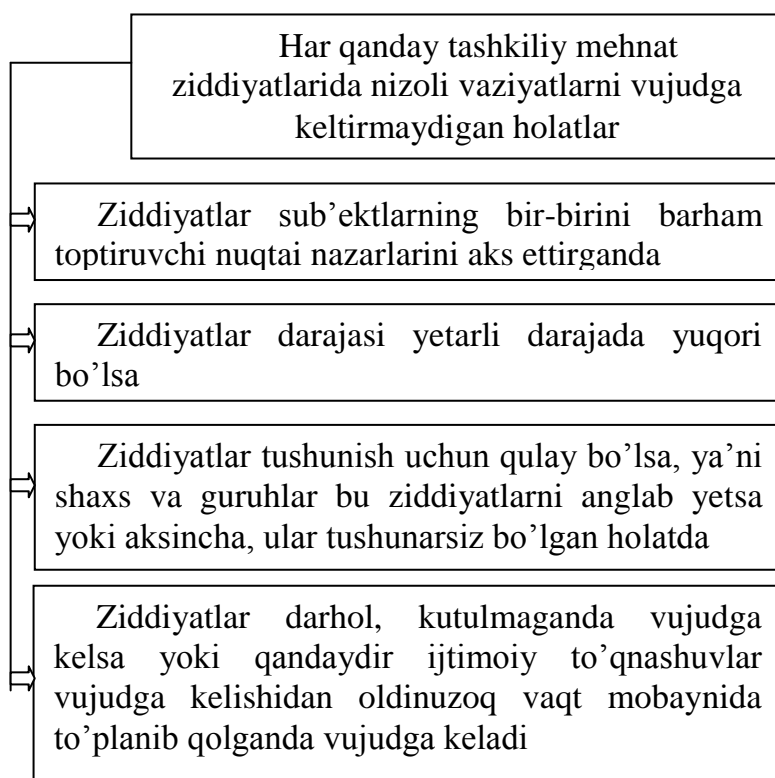 Har qanday tashkiliy mehnat
ziddiyatlarida nizoli vaziyatlarni vujudga
keltirmaydigan holatlar
Ziddiyatlar sub’ektlarning bir-birini barham
toptiruvchi nuqtai nazarlarini aks ettirganda
Ziddiyatlar darajasi yetarli darajada yuqori
bo’lsa
Ziddiyatlar tushunish uchun qulay bo’lsa, ya’ni
shaxs va guruhlar bu ziddiyatlarni anglab yetsa
yoki aksincha, ular tushunarsiz bo’lgan holatda
Ziddiyatlar darhol, kutulmaganda vujudga
kelsa yoki qandaydir ijtimoiy to’qnashuvlar
vujudga kelishidan oldinuzoq vaqt mobaynida
to’planib qolganda vujudga keladi